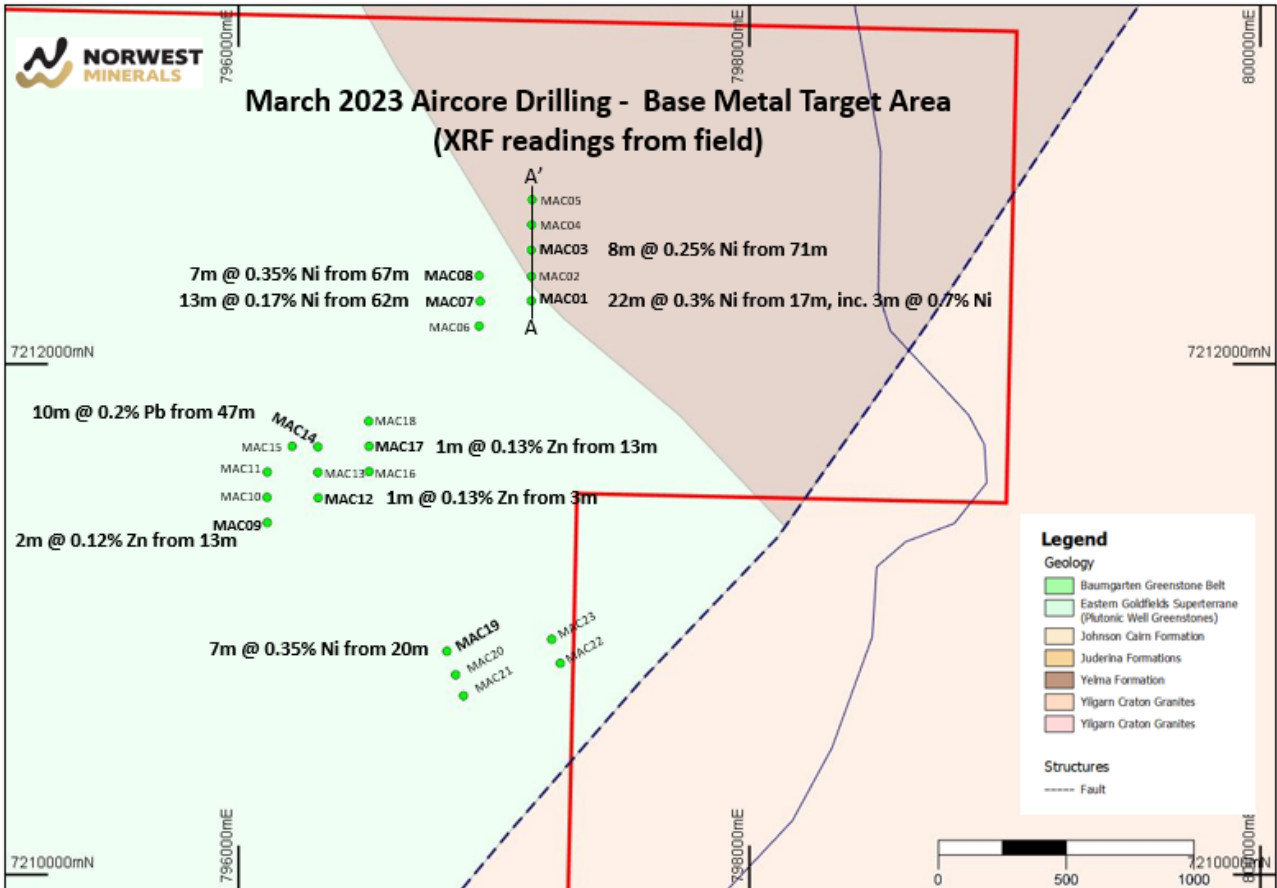 NORWEST
MINERALS
796000mE
798000mE
800000mE
March 2023 Aircore Drilling - Base Metal Target Area
(XRF readings from field)
A'
MAC05
MAC04
MAC03 8m @ 0.25% Ni from 71m
7m @ 0.35% Ni from 67m MAC08
MAC02
13m @ 0.17% Ni from 62m MAC07
MAC01 22m @ 0.3% Ni from 17m, inc. 3m @ 0.7% Ni
MAC06
A
7212000mN
7212000mN
10m @ 0.2% Pb from 47m
MAC14
MAC18
MAC15
MAC17 1m @ 0.13% Zn from 13m
MAC11
MAC13
MAC16
MAC10
MAC12 1m @ 0.13% Zn from 3m
MAC09
2m @ 0.12% Zn from 13m
7m @ 0.35% Ni from 20m
MAC19
MAC20
MAC21
MAC23
MAC22
Legend
Geology
Baumgarten Greenstone Belt
Eastern Goldfields Superterrane
(Plutonic Well Greenstones)
Johnson Cairn Formation
Juderina Formations
Yelma Formation
Yilgarn Craton Granites
Yilgarn Craton Granites
Structures
Fault
7210000mN
796000mE
798000mE
7210000mN
0 500 1000